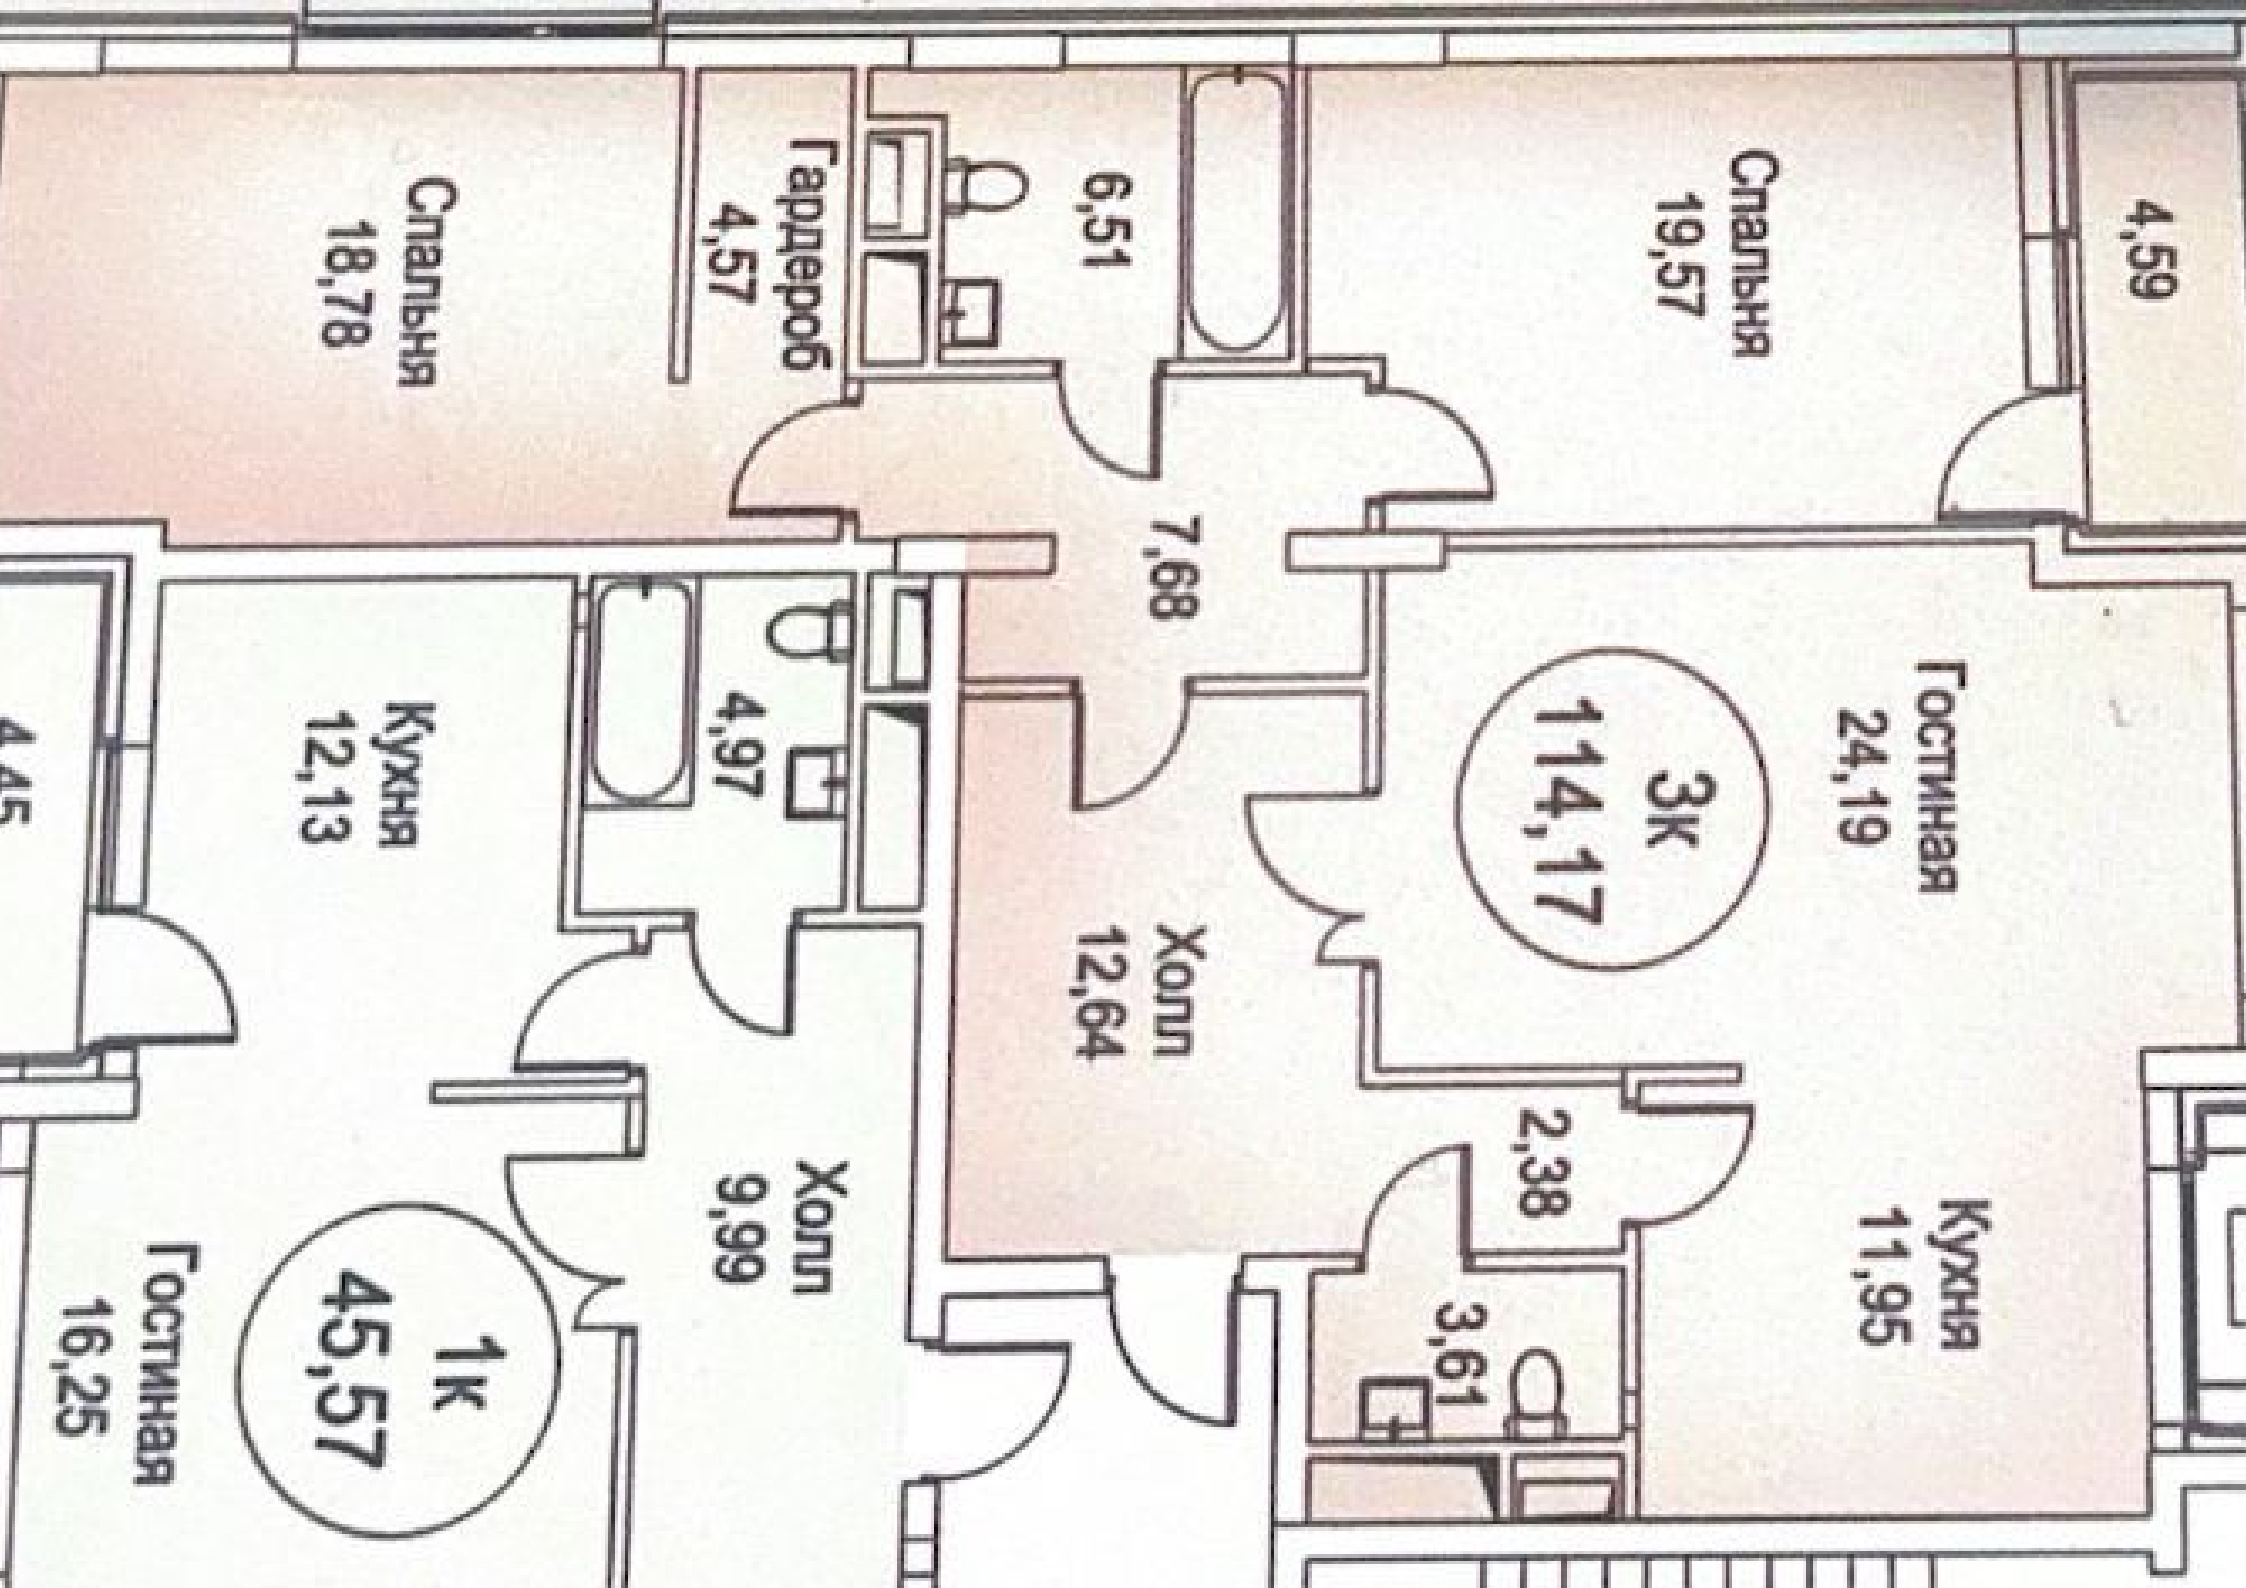 Спальня
18,78
Гардероб
4,57
6,51
Спальня
19,57
4,59
7,68
Гостиная
24,19
3к
114,17
Кухня
12,13
4,97
4,45
Холл
12,64
2,38
Кухня
11,95
3,61
Холл
9,99
1к
45,57
Гостиная
16,25